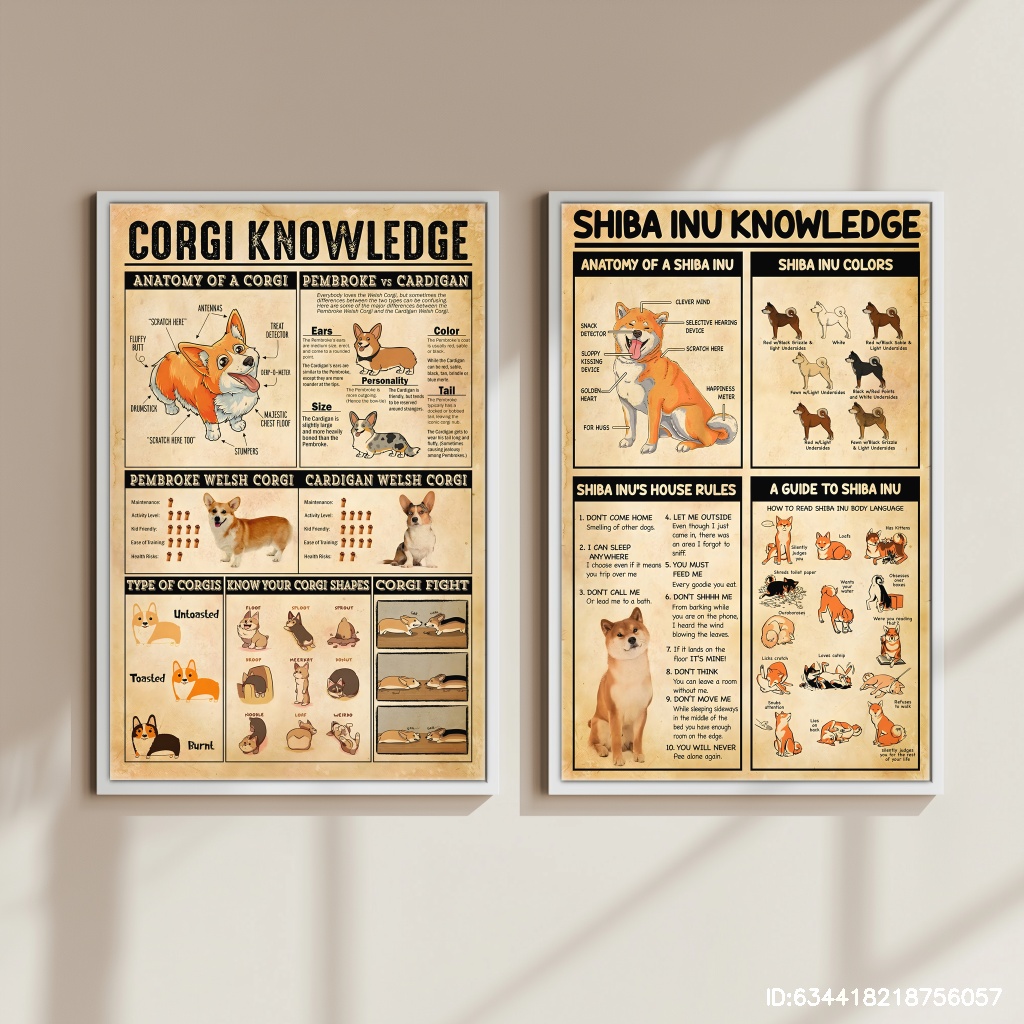 CORGI KNOWLEDGE
ANATOMY OF A CORGI
ANTENNAS
"SCRATCH HERE"
TREAT
DETECTOR
FLUFFY
BUTT
DERP-O-METER
DRUMSTICK
MAJESTIC
CHEST FLOOF
"SCRATCH HERE TOO"
STUMPERS
PEMBROKE vs CARDIGAN
Everybody loves the Welsh Corgi, but sometimes the
differences between the two types can be confusing.
Here are some of the major differences between the
Pembroke Welsh Corgi and the Cardigan Welsh Corgi.
Ears
The Pembroke's ears
are medium size, erect,
and come to a rounded
point.
The Cardigan's ears are
similar to the Pembroke,
except they are more
rounder at the tips.
Color
The Pembroke's coat
is usually red, sable
or black.
While the Cardigan
can be red, sable,
black, tan, brindle or
blue merle.
Personality
The Pembroke is
more outgoing.
The Cardigan is
friendly, but tends
to be reserved
around strangers.
Size
The Cardigan is
slightly large
and more heavily
boned than the
Pembroke.
Tail
The Pembroke
typically has a
docked or bobbed
tail, leaving the
iconic corgi nub.
The Cardigan gets to
wear his tail long and
fluffy. (Sometimes
causing jealousy
among Pembrokes.)
PEMBROKE WELSH CORGI
Maintenance:
Activity Level:
Kid Friendly:
Ease of Training:
Health Risks:
CARDIGAN WELSH CORGI
Maintenance:
Activity Level:
Kid Friendly:
Ease of Training:
Health Risks:
TYPE OF CORGIS
Untoasted
Toasted
Burnt
KNOW YOUR CORGI SHAPES
FLOOF
SPLOOT
SPROUT
DROOF
MEERKAT
DONUT
NOODLE
LOAF
WEIRDO
CORGI FIGHT
SHIBA INU KNOWLEDGE
ANATOMY OF A SHIBA INU
CLEVER MIND
SNACK
DETECTOR
SELECTIVE HEARING
DEVICE
SLOPPY
KISSING
DEVICE
SCRATCH HERE
GOLDEN
HEART
HAPPINESS
METER
FOR HUGS
SHIBA INU COLORS
Red w/Black Grizzle &
light Undersides
White
Red w/Black Sable &
Light Undersides
Fawn w/Light Undersides
Black w/Red Points
and White Undersides
Red w/Light
Undersides
Fawn w/Black Grizzle
& Light Undersides
SHIBA INU'S HOUSE RULES
1. DON'T COME HOME
Smelling of other dogs.
2. I CAN SLEEP
ANYWHERE
I choose even if it means
you trip over me
3. DON'T CALL ME
Or lead me to a bath.
4. LET ME OUTSIDE
Even though I just
came in, there was
an area I forgot to
sniff.
5. YOU MUST
FEED ME
Every goodie you eat.
6. DON'T SHHHH ME
From barking while
you are on the phone,
I heard the wind
blowing the leaves.
7. If it lands on the
floor IT'S MINE!
8. DON'T THINK
You can leave a room
without me.
9. DON'T MOVE ME
While sleeping sideways
in the middle of the
bed you have enough
room on the edge.
10. YOU WILL NEVER
Pee alone again.
A GUIDE TO SHIBA INU
HOW TO READ SHIBA INU BODY LANGUAGE
Silently
judges
you
Loafs
Has Kittens
Shreds toilet paper
Wants
your
water
Obsesses
over
boxes
Ouroborases
Were you reading
that?
Licks crotch
Loves catnip
Snubs
attention
Lies on
back
Refuses
to walk
Silently judges
you for the rest
of your life
ID:634418218756057